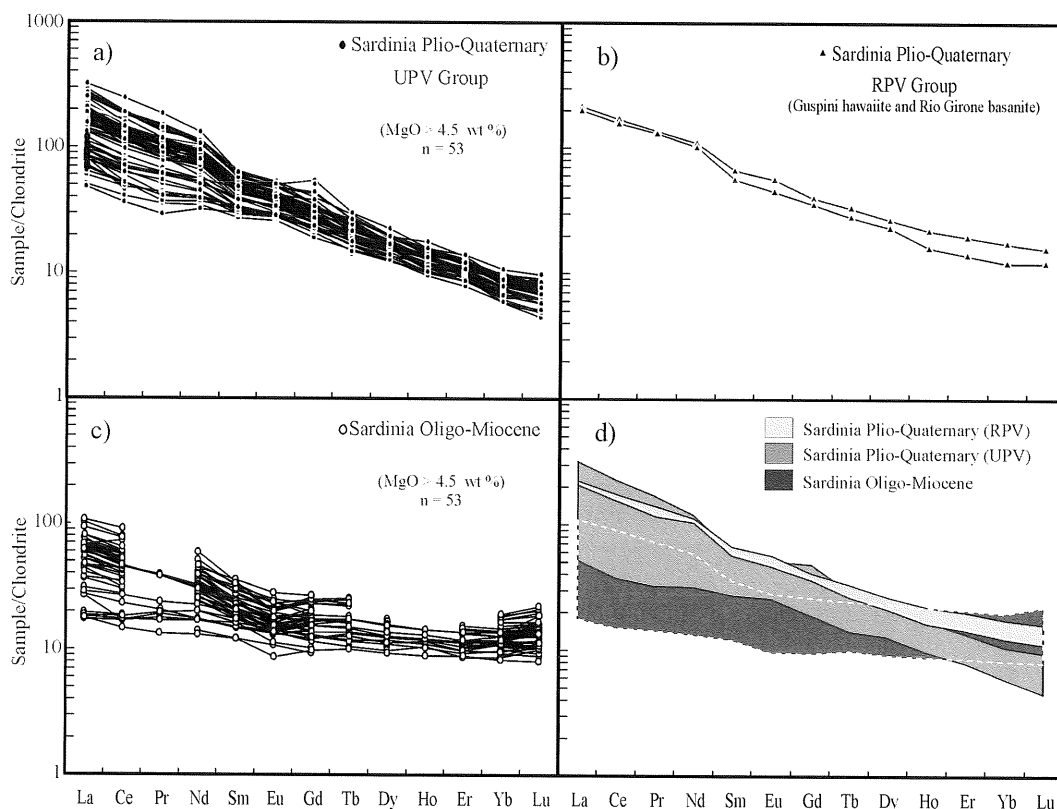 1000
a)
Sardinia Plio-Quaternary
UPV Group
(MgO > 4.5 wt %)
n = 53
100
10
1
Sample/Chondrite
b)
Sardinia Plio-Quaternary
RPV Group
(Guspini hawaiite and Rio Girone basanite)
c)
Sardinia Oligo-Miocene
(MgO > 4.5 wt %)
n = 53
100
10
1
Sample/Chondrite
d)
Sardinia Plio-Quaternary (RPV)
Sardinia Plio-Quaternary (UPV)
Sardinia Oligo-Miocene
La Ce Pr Nd Sm Eu Gd Tb Dy Ho Er Yb Lu
La Ce Pr Nd Sm Eu Gd Tb Dy Ho Er Yb Lu